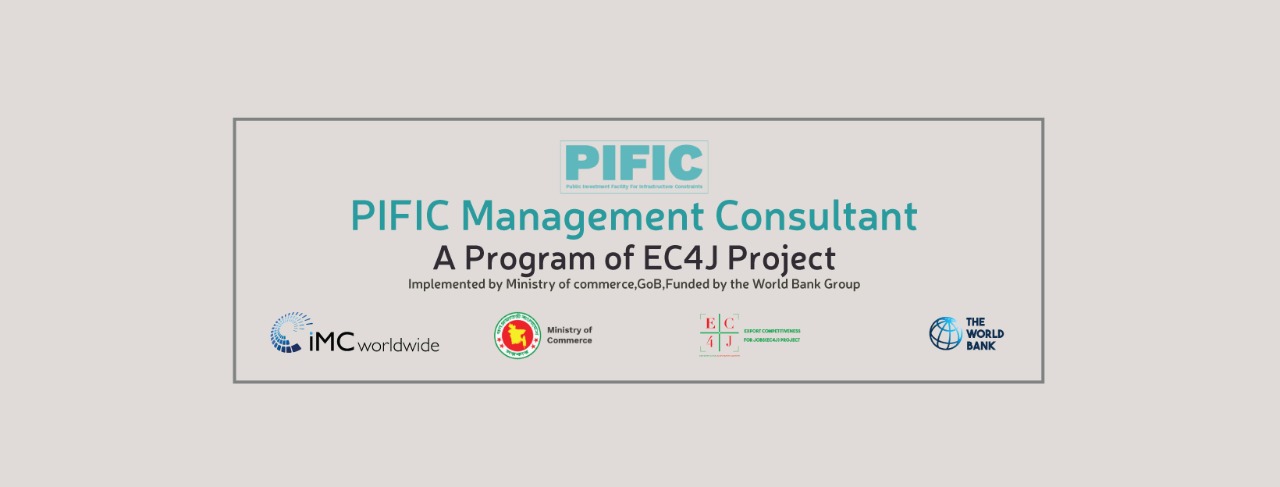 PIFIC
Public Investment Facility For Infrastructure Constraints
PIFIC Management Consultant
A Program of EC4J Project
Implemented by Ministry of commerce,GoB,Funded by the World Bank Group
iMC worldwide
Ministry of
Commerce
E C
4 J
EXPORT COMPETITIVENESS
FOR JOBS(EC4J) PROJECT
THE
WORLD
BANK